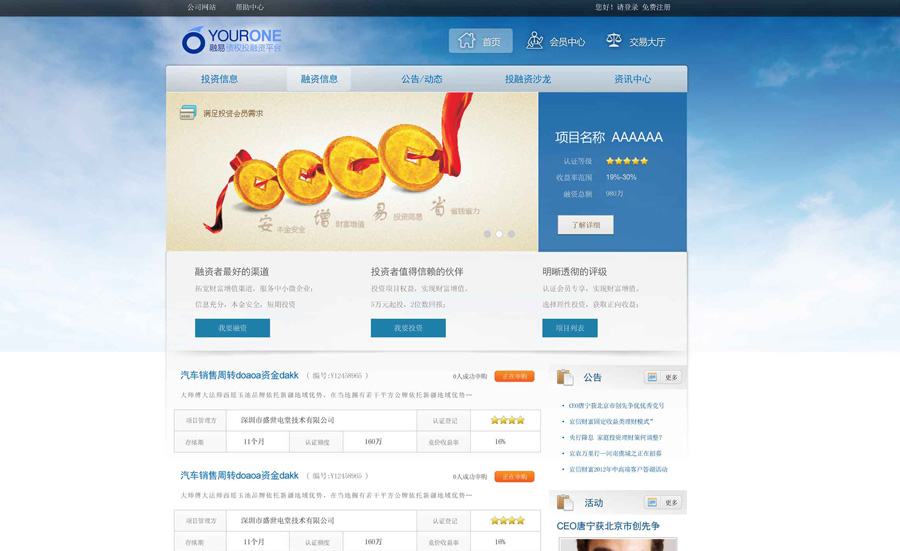 公司网站 帮助中心 您好！请登录 免费注册
YOURONE
融易债权投融资平台
首页 会员中心 交易大厅
投资信息 融资信息 公告/动态 投融资沙龙 资讯中心
满足投资会员需求
安 本金安全 增 财富增值 易 投资简易 省 省钱省力
项目名称 AAAAAA
认证等级
收益率范围 19%-30%
融资总额 980万
了解详细
融资者最好的渠道
拓宽财富增值渠道，服务中小微企业；
信息充分，本金安全，短期投资
我要融资
投资者值得信赖的伙伴
投资项目权益，实现财富增值。
5万元起投，2位数回报；
我要投资
明晰透彻的评级
认证会员专享，实现财富增值。
选择理性投资，获取正向收益；
项目列表
汽车销售周转doaoa资金dakk （ 编号:Y12458965 ） 0人成功申购 正在申购
大师傅大法师西瑶玉池品牌依托新疆地域优势，在当地拥有若干平方公牌依托新疆地域优势…
项目管理方 深圳市盛世电堂技术有限公司 认证登记
存续期 11个月 认证额度 160万 竞价收益率 16%
汽车销售周转doaoa资金dakk （ 编号:Y12458965 ） 0人成功申购 正在申购
大师傅大法师西瑶玉池品牌依托新疆地域优势，在当地拥有若干平方公牌依托新疆地域优势…
项目管理方 深圳市盛世电堂技术有限公司 认证登记
存续期 11个月 认证额度 160万 竞价收益率 16%
公告 更多
CEO唐宁获北京市创先争优优秀党号
宜信财富固定收益类理财模式"
央行降息 家庭投资理财策何调整?
宜农万里行—河南虞城之正在招募
宜信财富2012年中高端客户答谢活动
活动 更多
CEO唐宁获北京市创先争